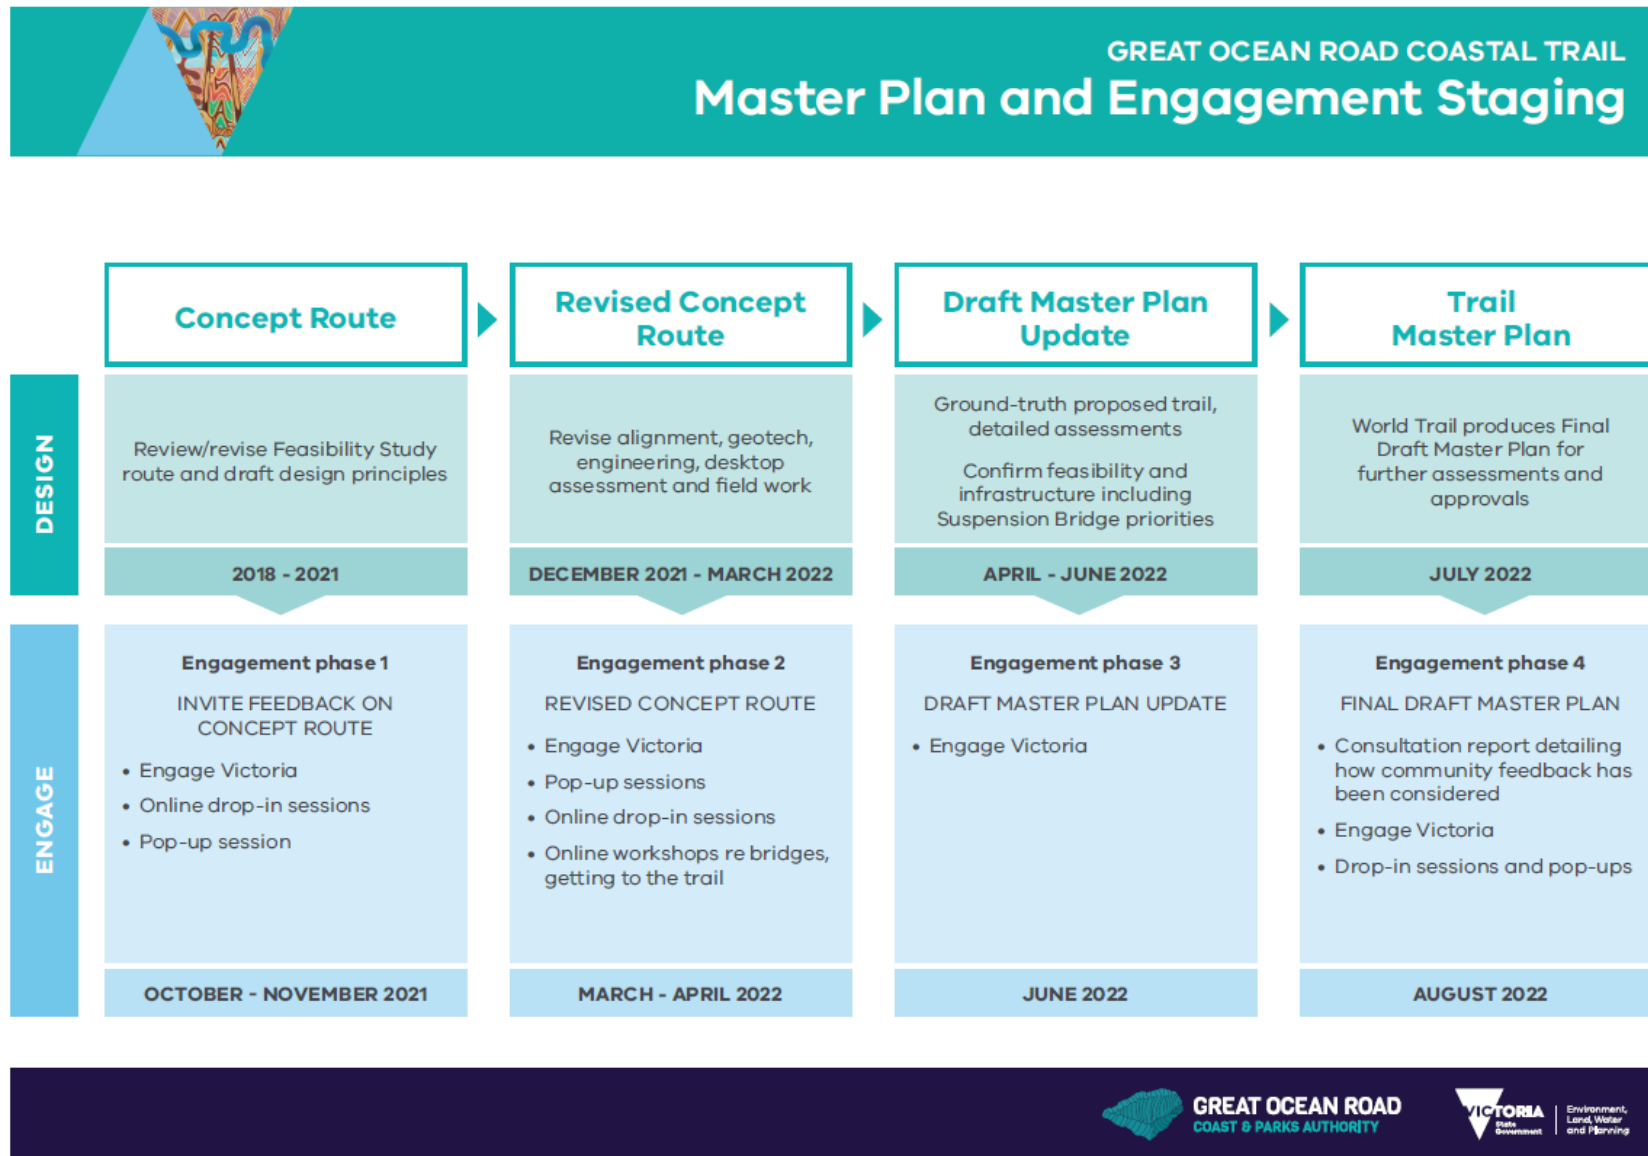 GREAT OCEAN ROAD COASTAL TRAIL
Master Plan and Engagement Staging
Concept Route
Revised Concept
Route
Draft Master Plan
Update
Trail
Master Plan
DESIGN
Review/revise Feasibility Study
route and draft design principles
Revise alignment, geotech,
engineering, desktop
assessment and field work
Ground-truth proposed trail,
detailed assessments
Confirm feasibility and
infrastructure including
Suspension Bridge priorities
World Trail produces Final
Draft Master Plan for
further assessments and
approvals
2018 - 2021
DECEMBER 2021 - MARCH 2022
APRIL - JUNE 2022
JULY 2022
ENGAGE
Engagement phase 1
INVITE FEEDBACK ON
CONCEPT ROUTE
• Engage Victoria
• Online drop-in sessions
• Pop-up session
OCTOBER - NOVEMBER 2021
Engagement phase 2
REVISED CONCEPT ROUTE
• Engage Victoria
• Pop-up sessions
• Online drop-in sessions
• Online workshops re bridges,
getting to the trail
MARCH - APRIL 2022
Engagement phase 3
DRAFT MASTER PLAN UPDATE
• Engage Victoria
JUNE 2022
Engagement phase 4
FINAL DRAFT MASTER PLAN
• Consultation report detailing
how community feedback has
been considered
• Engage Victoria
• Drop-in sessions and pop-ups
AUGUST 2022
GREAT OCEAN ROAD
COAST & PARKS AUTHORITY
VICTORIA
State
Government
Environment,
Land, Water
and Planning